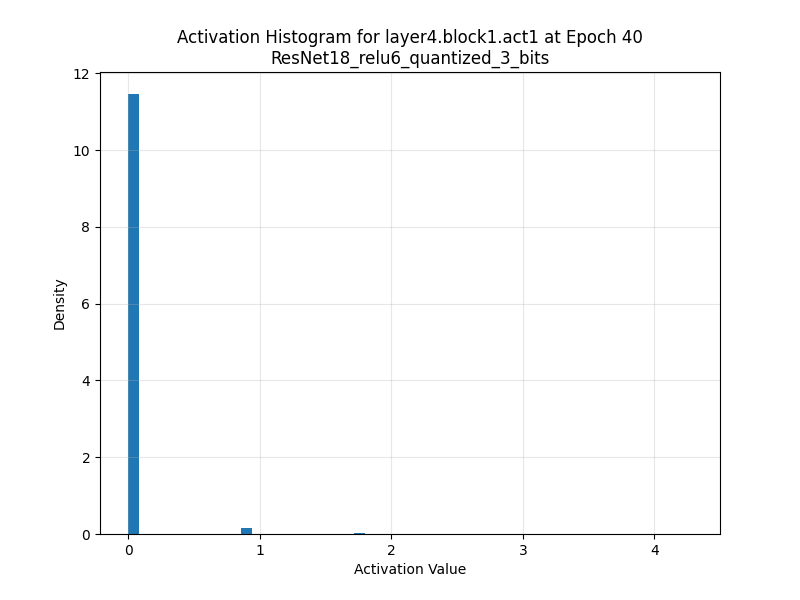 Activation Histogram for layer4.block1.act1 at Epoch 40
ResNet18_relu6_quantized_3_bits
12
10
8
6
4
2
0
Density
0 1 2 3 4
Activation Value